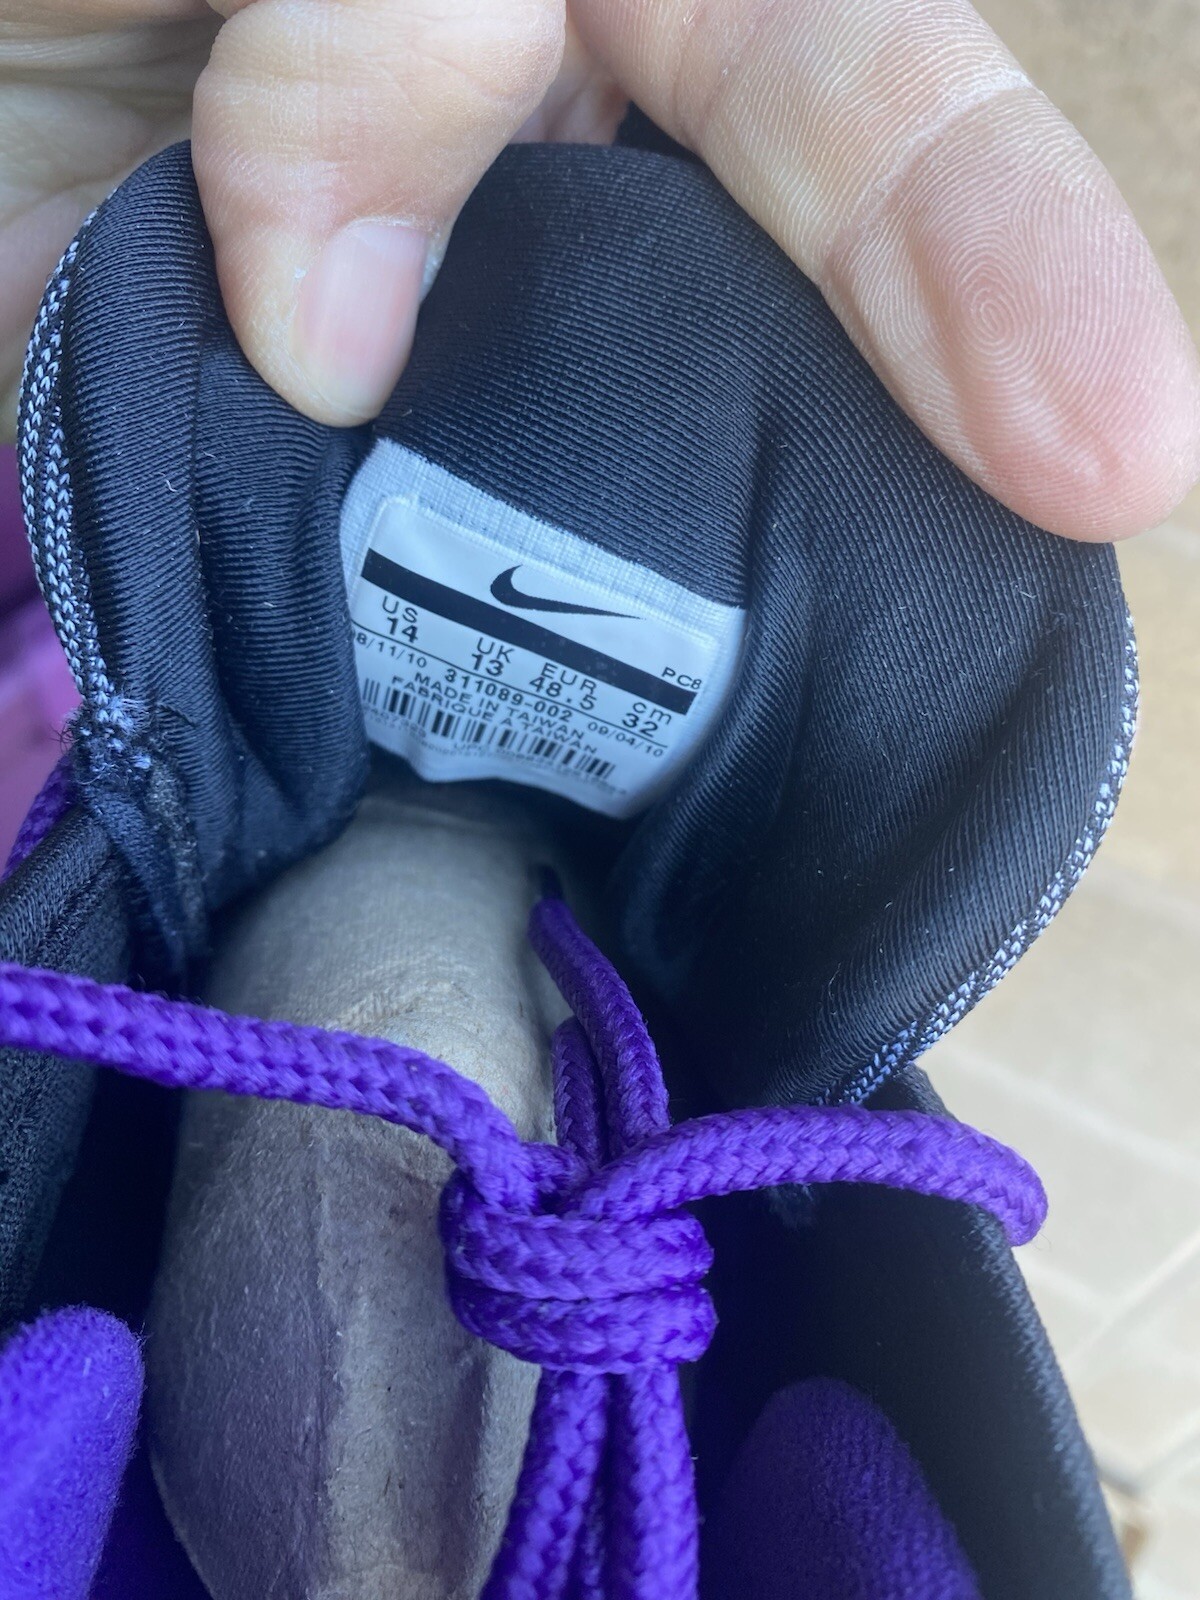 PC8
US UK EUR cm
14 13 48.5 32
08/11/10 311089-002 09/04/10
MADE IN TAIWAN
FABRIQUE A TAIWAN